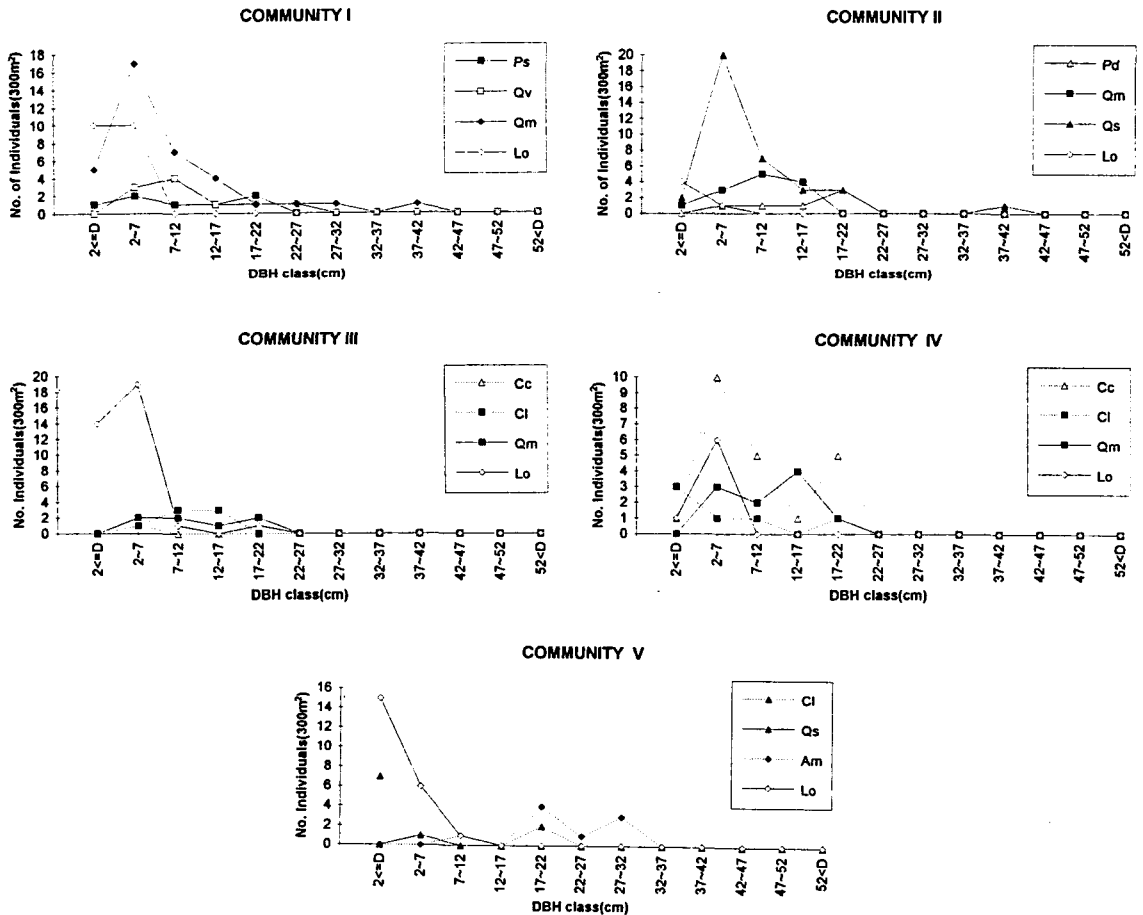 COMMUNITY I
No. of Individuals(300m²)
18
16
14
12
10
8
6
4
2
0
2<=D
2~7
7~12
12~17
17~22
22~27
27~32
32~37
37~42
42~47
47~52
52<D
DBH class(cm)
Ps
Qv
Qm
Lo
COMMUNITY II
No. of Individuals(300m²)
20
18
16
14
12
10
8
6
4
2
0
2<=D
2~7
7~12
12~17
17~22
22~27
27~32
32~37
37~42
42~47
47~52
52<D
DBH class(cm)
Pd
Qm
Qs
Lo
COMMUNITY III
No. Individuals(300m²)
20
18
16
14
12
10
8
6
4
2
0
2<=D
2~7
7~12
12~17
17~22
22~27
27~32
32~37
37~42
42~47
47~52
52<D
DBH class(cm)
Cc
Cl
Qm
Lo
COMMUNITY IV
No. Individuals(300m²)
10
9
8
7
6
5
4
3
2
1
0
2<=D
2~7
7~12
12~17
17~22
22~27
27~32
32~37
37~42
42~47
47~52
52<D
DBH class(cm)
Cc
Cl
Qm
Lo
COMMUNITY V
No. Individuals(300m²)
16
14
12
10
8
6
4
2
0
2<=D
2~7
7~12
12~17
17~22
22~27
27~32
32~37
37~42
42~47
47~52
52<D
DBH class(cm)
Cl
Qs
Am
Lo